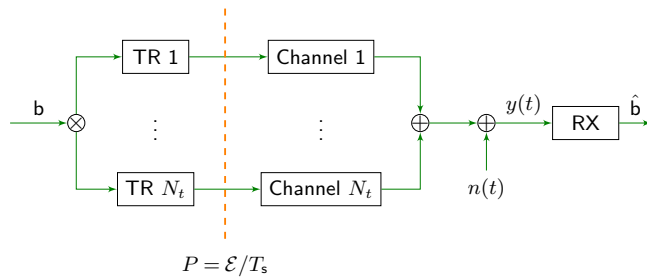 TR 1
Channel 1
b
y(t)
b̂
⋮
⋮
RX
TR N_t
Channel N_t
n(t)
P = ℰ/T_s